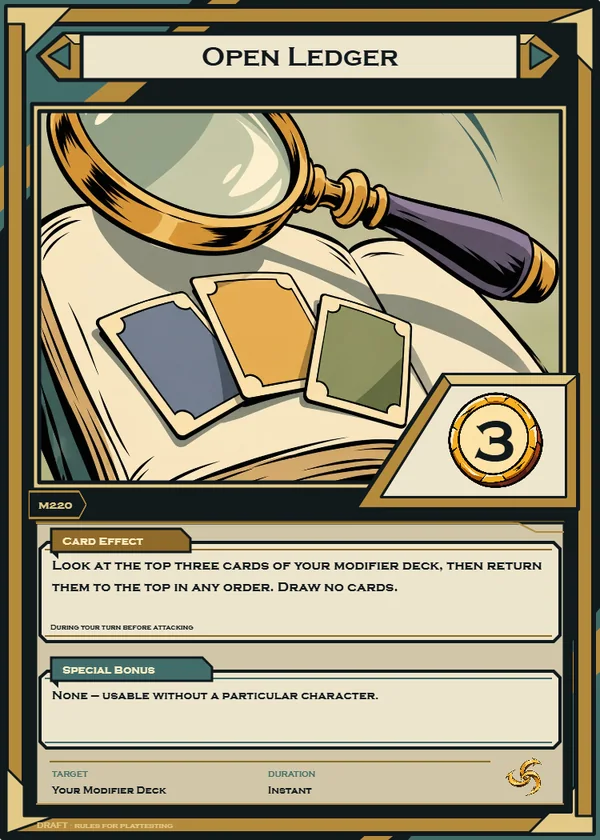 Open Ledger
3
M220
Card Effect
Look at the top three cards of your modifier deck, then return
them to the top in any order. Draw no cards.
During your turn before attacking
Special Bonus
None – usable without a particular character.
Target
Duration
Your Modifier Deck
Instant
DRAFT · RULES FOR PLAYTESTING